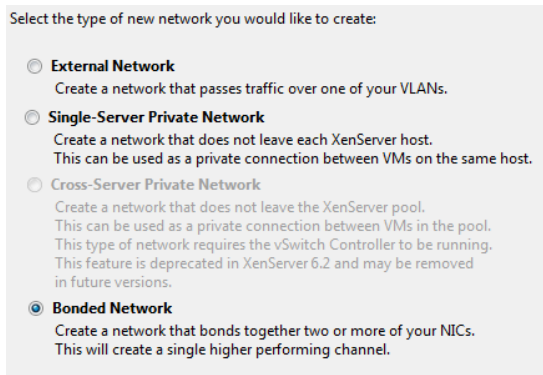 Select the type of new network you would like to create:
External Network
Create a network that passes traffic over one of your VLANs.
Single-Server Private Network
Create a network that does not leave each XenServer host.
This can be used as a private connection between VMs on the same host.
Cross-Server Private Network
Create a network that does not leave the XenServer pool.
This can be used as a private connection between VMs in the pool.
This type of network requires the vSwitch Controller to be running.
This feature is deprecated in XenServer 6.2 and may be removed
in future versions.
Bonded Network
Create a network that bonds together two or more of your NICs.
This will create a single higher performing channel.